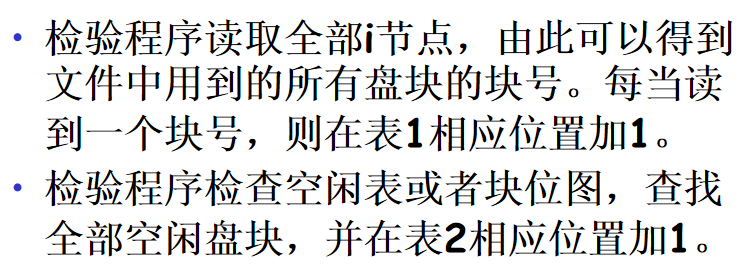 • 检验程序读取全部i节点，由此可以得到
文件中用到的所有盘块的块号。每当读
到一个块号，则在表1相应位置加1。
• 检验程序检查空闲表或者块位图，查找
全部空闲盘块，并在表2相应位置加1。